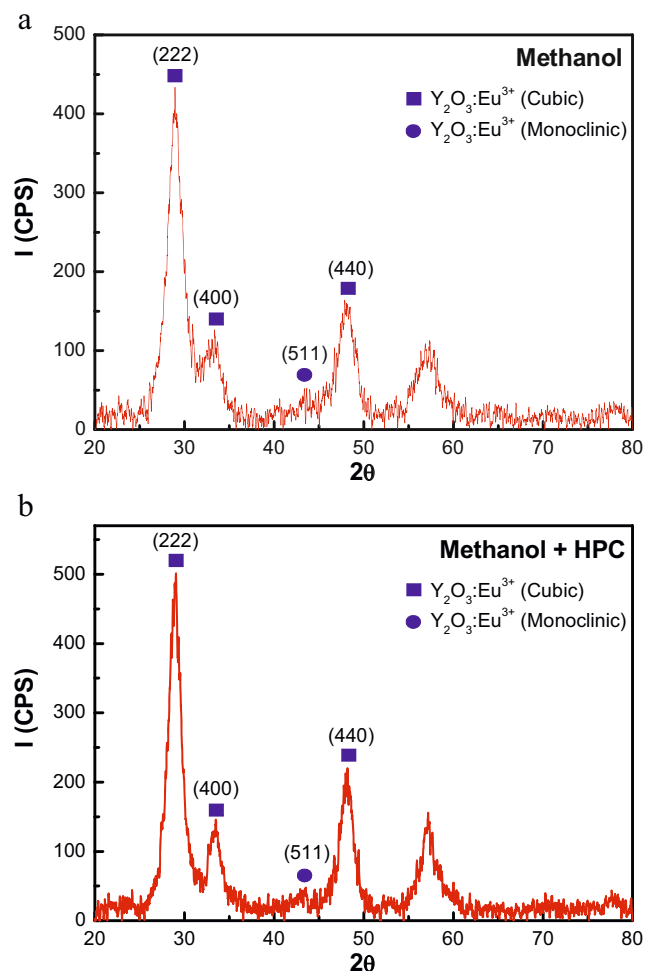 a
500
400
300
200
100
0
I (CPS)
(222)
(400)
(511)
(440)
Methanol
Y₂O₃:Eu³⁺ (Cubic)
Y₂O₃:Eu³⁺ (Monoclinic)
20 30 40 50 60 70 80
2θ
b
500
400
300
200
100
0
I (CPS)
(222)
(400)
(511)
(440)
Methanol + HPC
Y₂O₃:Eu³⁺ (Cubic)
Y₂O₃:Eu³⁺ (Monoclinic)
20 30 40 50 60 70 80
2θ